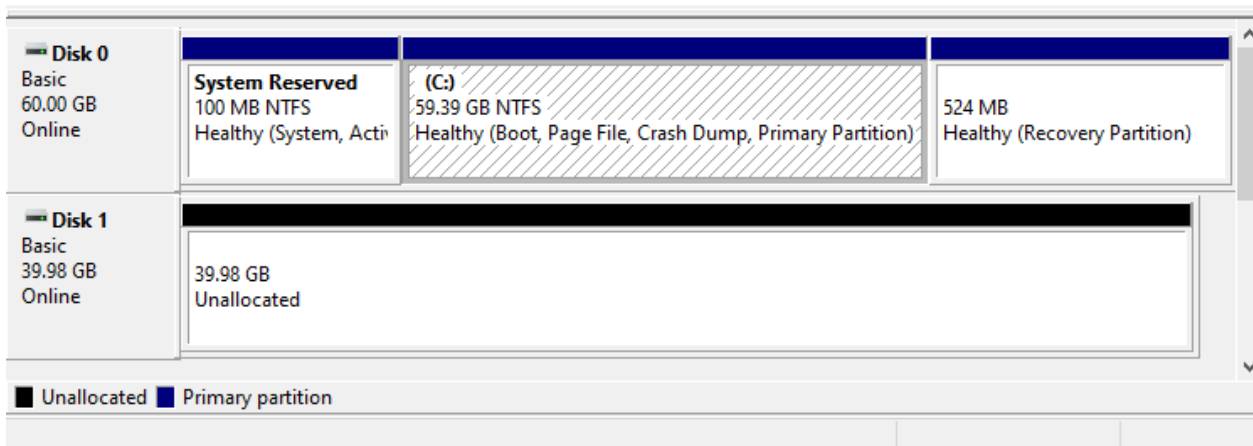 Disk 0
Basic
60.00 GB
Online
System Reserved
100 MB NTFS
Healthy (System, Activ
(C:)
59.39 GB NTFS
Healthy (Boot, Page File, Crash Dump, Primary Partition)
524 MB
Healthy (Recovery Partition)
Disk 1
Basic
39.98 GB
Online
39.98 GB
Unallocated
Unallocated Primary partition